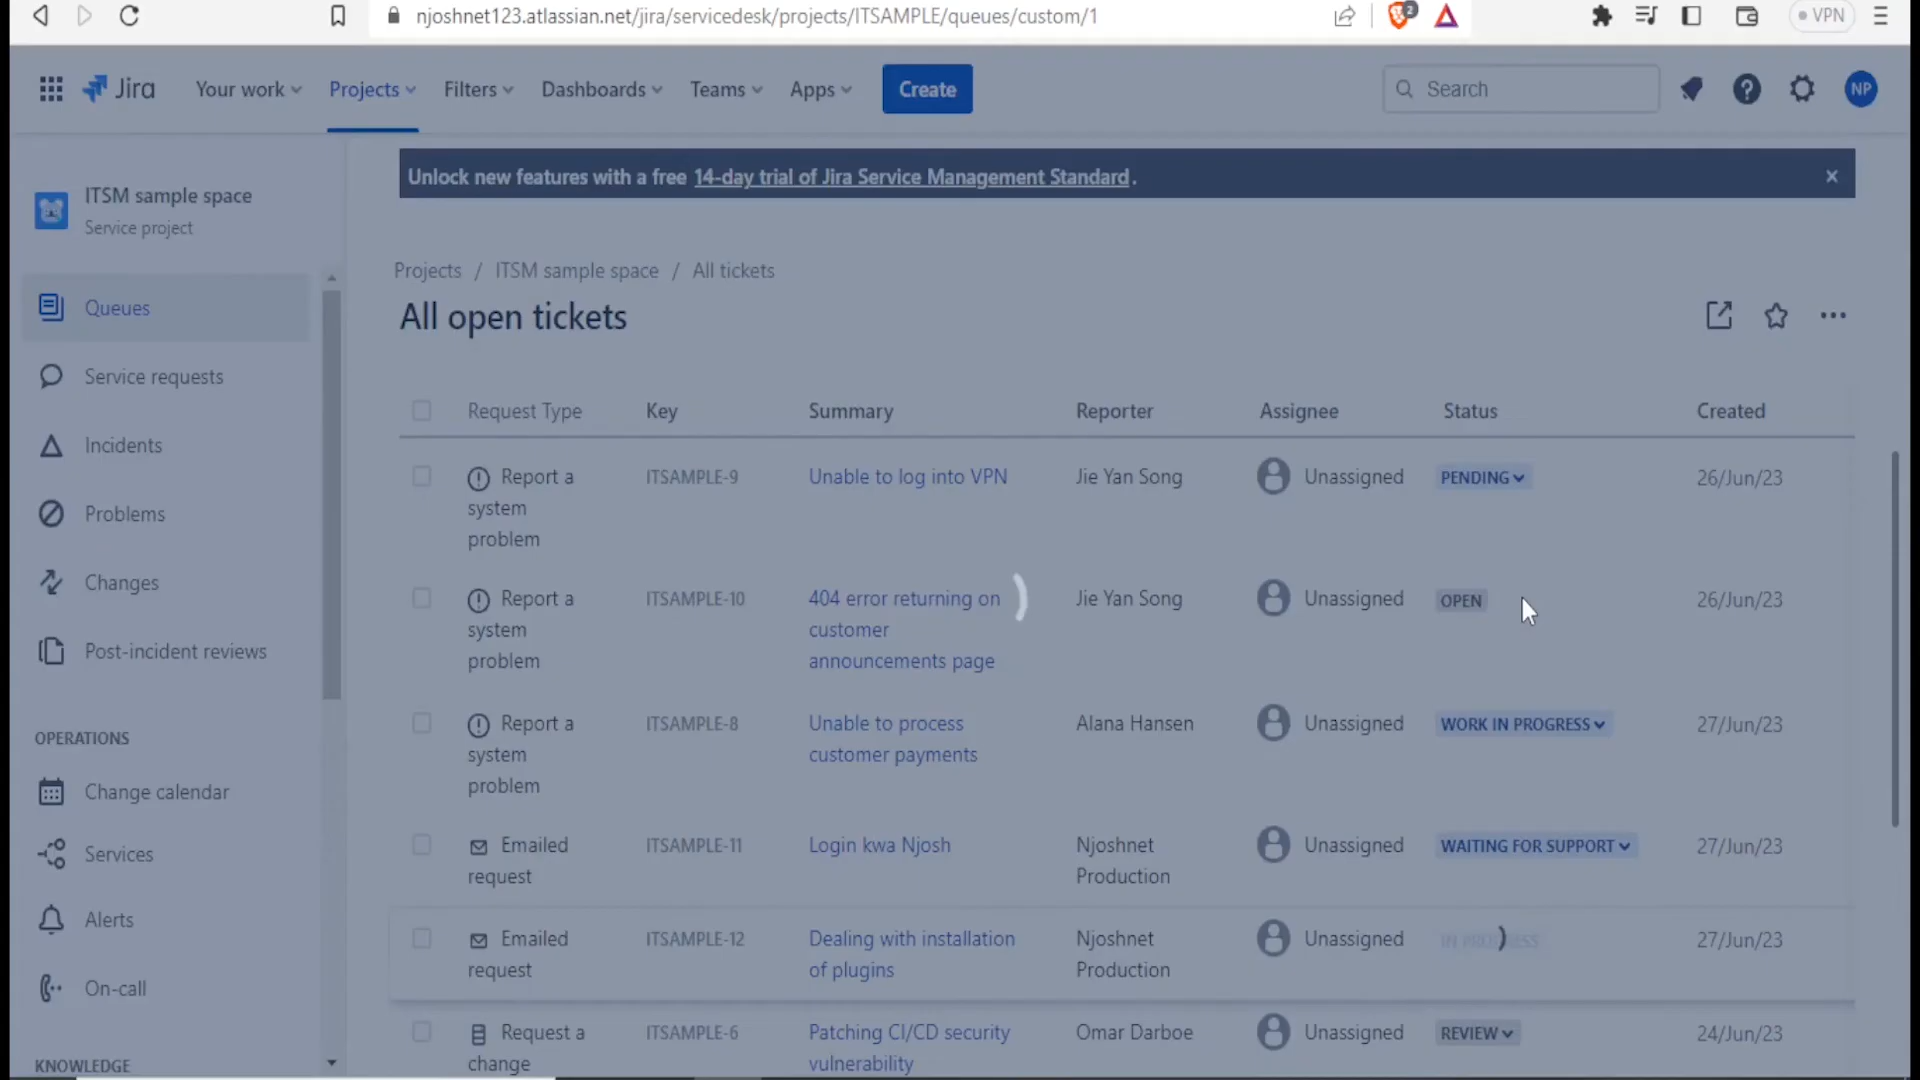 njoshnet123.atlassian.net/jira/servicedesk/projects/ITSAMPLE/queues/custom/1
2
VPN
Jira
Your work
Projects
Filters
Dashboards
Teams
Apps
Create
Search
NP
ITSM sample space
Service project
Unlock new features with a free 14-day trial of Jira Service Management Standard.
Projects / ITSM sample space / All tickets
All open tickets
Queues
Service requests
Incidents
Problems
Changes
Post-incident reviews
OPERATIONS
Change calendar
Services
Alerts
On-call
KNOWLEDGE
Request Type Key Summary Reporter Assignee Status Created
Report a system problem
ITSAMPLE-9
Unable to log into VPN
Jie Yan Song
Unassigned
PENDING
26/Jun/23
Report a system problem
ITSAMPLE-10
404 error returning on
customer
announcements page
Jie Yan Song
Unassigned
OPEN
26/Jun/23
Report a system problem
ITSAMPLE-8
Unable to process
customer payments
Alana Hansen
Unassigned
WORK IN PROGRESS
27/Jun/23
Emailed request
ITSAMPLE-11
Login kwa Njosh
Njoshnet
Production
Unassigned
WAITING FOR SUPPORT
27/Jun/23
Emailed request
ITSAMPLE-12
Dealing with installation
of plugins
Njoshnet
Production
Unassigned
IN PROGRESS
27/Jun/23
Request a change
ITSAMPLE-6
Patching CI/CD security
vulnerability
Omar Darboe
Unassigned
REVIEW
24/Jun/23